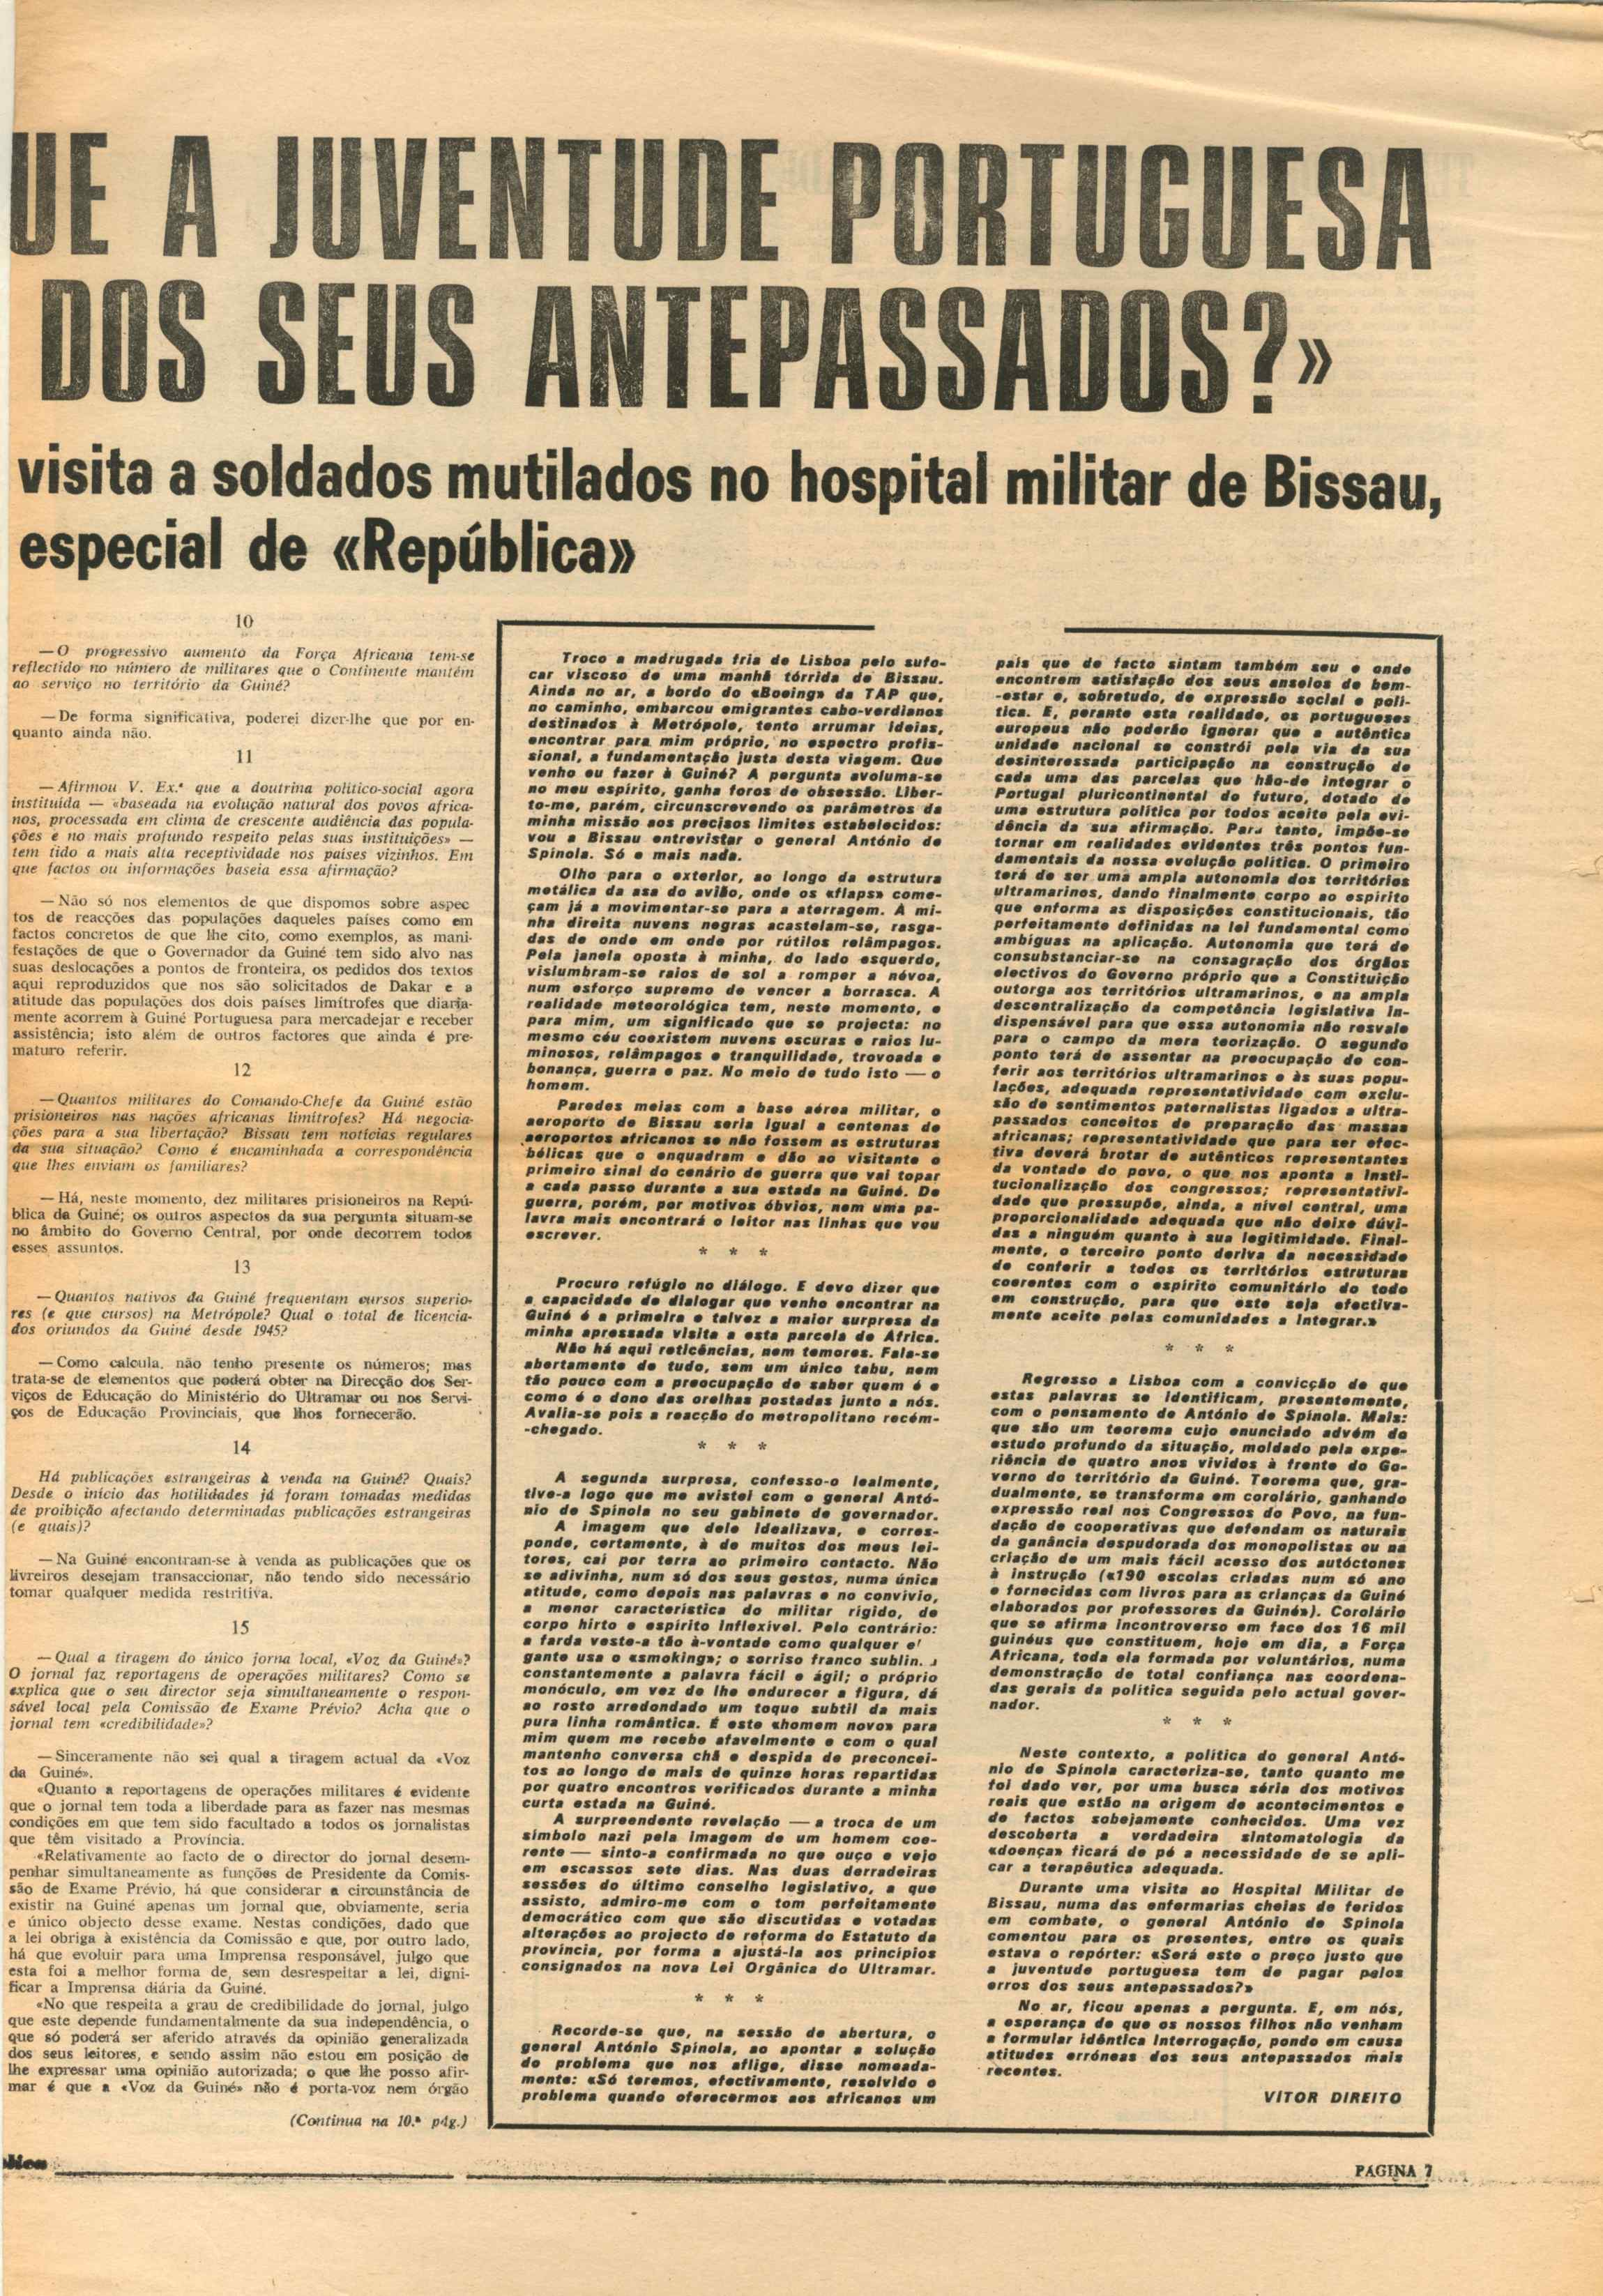 UE A JUVENTUDE PORTUGUESA
DOS SEUS ANTEPASSADOS?»
visita a soldados mutilados no hospital militar de Bissau,
especial de «República»
10
—O progressivo aumento da Força Africana tem-se
reflectido no número de militares que o Continente mantém
ao serviço no território da Guiné?
—De forma significativa, poderei dizer-lhe que por en-
quanto ainda não.
11
—Afirmou V. Ex.ª que a doutrina político-social agora
instituída — «baseada na evolução natural dos povos africa-
nos, processada em clima de crescente audiência das popula-
ções e no mais profundo respeito pelas suas instituições» —
tem tido a mais alta receptividade nos países vizinhos. Em
que factos ou informações baseia essa afirmação?
—Não só nos elementos de que dispomos sobre aspec
tos de reacções das populações daqueles países como em
factos concretos de que lhe cito, como exemplos, as mani-
festações de que o Governador da Guiné tem sido alvo nas
suas deslocações a pontos de fronteira, os pedidos dos textos
aqui reproduzidos que nos são solicitados de Dakar e a
atitude das populações dos dois países limítrofes que diaria-
mente acorrem à Guiné Portuguesa para mercadejar e receber
assistência; isto além de outros factores que ainda é pre-
maturo referir.
12
—Quantos militares do Comando-Chefe da Guiné estão
prisioneiros nas nações africanas limítrofes? Há negocia-
ções para a sua libertação? Bissau tem notícias regulares
da sua situação? Como é encaminhada a correspondência
que lhes enviam os familiares?
—Há, neste momento, dez militares prisioneiros na Repú-
blica da Guiné; os outros aspectos da sua pergunta situam-se
no âmbito do Governo Central, por onde decorrem todos
esses assuntos.
13
—Quantos nativos da Guiné frequentam cursos superio-
res (e que cursos) na Metrópole? Qual o total de licencia-
dos oriundos da Guiné desde 1945?
—Como calcula, não tenho presente os números; mas
trata-se de elementos que poderá obter na Direcção dos Ser-
viços de Educação do Ministério do Ultramar ou nos Servi-
ços de Educação Provinciais, que lhos fornecerão.
14
Há publicações estrangeiras à venda na Guiné? Quais?
Desde o início das hotilidades já foram tomadas medidas
de proibição afectando determinadas publicações estrangeiras
(e quais)?
—Na Guiné encontram-se à venda as publicações que os
livreiros desejam transaccionar, não tendo sido necessário
tomar qualquer medida restritiva.
15
—Qual a tiragem do único jorna local, «Voz da Guiné»?
O jornal faz reportagens de operações militares? Como se
explica que o seu director seja simultaneamente o respon-
sável local pela Comissão de Exame Prévio? Acha que o
jornal tem «credibilidade»?
—Sinceramente não sei qual a tiragem actual da «Voz
da Guiné».
«Quanto a reportagens de operações militares é evidente
que o jornal tem toda a liberdade para as fazer nas mesmas
condições em que tem sido facultado a todos os jornalistas
que têm visitado a Província.
«Relativamente ao facto de o director do jornal desem-
penhar simultaneamente as funções de Presidente da Comis-
são de Exame Prévio, há que considerar a circunstância de
existir na Guiné apenas um jornal que, obviamente, seria
e único objecto desse exame. Nestas condições, dado que
a lei obriga à existência da Comissão e que, por outro lado,
há que evoluir para uma Imprensa responsável, julgo que
esta foi a melhor forma de, sem desrespeitar a lei, digni-
ficar a Imprensa diária da Guiné.
«No que respeita a grau de credibilidade do jornal, julgo
que este depende fundamentalmente da sua independência, o
que só poderá ser aferido através da opinião generalizada
dos seus leitores, e sendo assim não estou em posição de
lhe expressar uma opinião autorizada; o que lhe posso afir-
mar é que a «Voz da Guiné» não é porta-voz nem órgão
(Continua na 10.ª pág.)
Troco a madrugada fria de Lisboa pelo sufo-
car viscoso de uma manhã tórrida de Bissau.
Ainda no ar, a bordo do «Boeing» da TAP que,
no caminho, embarcou emigrantes cabo-verdianos
destinados à Metrópole, tento arrumar ideias,
encontrar para mim próprio, no espectro profis-
sional, a fundamentação justa desta viagem. Que
venho eu fazer à Guiné? A pergunta avoluma-se
no meu espírito, ganha foros de obsessão. Liber-
to-me, parém, circunscrevendo os parâmetros da
minha missão aos precisos limites estabelecidos:
vou a Bissau entrevistar o general António de
Spínola. Só e mais nada.
Olho para o exterior, ao longo da estrutura
metálica da asa do avião, onde os «flaps» come-
çam já a movimentar-se para a aterragem. À mi-
nha direita nuvens negras acastelam-se, rasga-
das de onde em onde por rútilos relâmpagos.
Pela janela oposta à minha, do lado esquerdo,
vislumbram-se raios de sol a romper a névoa,
num esforço supremo de vencer a borrasca. A
realidade meteorológica tem, neste momento, e
para mim, um significado que se projecta: no
mesmo céu coexistem nuvens escuras e raios lu-
minosos, relâmpagos e tranquilidade, trovoada e
bonança, guerra e paz. No meio de tudo isto — o
homem.
Paredes meias com a base aérea militar, o
aeroporto de Bissau seria igual a centenas de
aeroportos africanos se não fossem as estruturas
bélicas que o enquadram e dão ao visitante o
primeiro sinal do cenário de guerra que vai topar
a cada passo durante a sua estada na Guiné. De
guerra, porém, por motivos óbvios, nem uma pa-
lavra mais encontrará o leitor nas linhas que vou
escrever.
* * *
Procuro refúgio no diálogo. E devo dizer que
a capacidade de dialogar que venho encontrar na
Guiné é a primeira e talvez a maior surpresa da
minha apressada visita a esta parcela de África.
Não há aqui reticências, nem temores. Fala-se
abertamente de tudo, sem um único tabu, nem
tão pouco com a preocupação de saber quem é e
como é o dono das orelhas postadas junto a nós.
Avalia-se pois a reacção do metropolitano recém-
-chegado.
* * *
A segunda surpresa, confesso-o lealmente,
tive-a logo que me avistei com o general Antó-
nio de Spínola no seu gabinete de governador.
A imagem que dele idealizava, e corres-
ponde, certamente, à de muitos dos meus lei-
tores, cai por terra ao primeiro contacto. Não
se adivinha, num só dos seus gestos, numa única
atitude, como depois nas palavras e no convívio,
a menor característica do militar rígido, de
corpo hirto e espírito inflexível. Pelo contrário:
a farda veste-a tão à-vontade como qualquer e'
gante usa o «smoking»; o sorriso franco sublin.
constantemente a palavra fácil e ágil; o próprio
monóculo, em vez de lhe endurecer a figura, dá
ao rosto arredondado um toque subtil da mais
pura linha romântica. É este «homem novo» para
mim quem me recebe afavelmente e com o qual
mantenho conversa chã e despida de preconcei-
tos ao longo de mais de quinze horas repartidas
por quatro encontros verificados durante a minha
curta estada na Guiné.
A surpreendente revelação — a troca de um
símbolo nazi pela imagem de um homem coe-
rente — sinto-a confirmada no que ouço e vejo
em escassos sete dias. Nas duas derradeiras
sessões do último conselho legislativo, a que
assisto, admiro-me com o tom perfeitamente
democrático com que são discutidas e votadas
alterações ao projecto de reforma do Estatuto da
província, por forma a ajustá-la aos princípios
consignados na nova Lei Orgânica do Ultramar.
* * *
Recorde-se que, na sessão de abertura, o
general António Spínola, ao apontar a solução
do problema que nos aflige, disse nomeada-
mente: «Só teremos, efectivamente, resolvido o
problema quando oferecermos aos africanos um
país que de facto sintam também seu e onde
encontrem satisfação dos seus anseios de bem-
-estar e, sobretudo, de expressão social e polí-
tica. E, perante esta realidade, os portugueses
europeus não poderão ignorar que a autêntica
unidade nacional se constrói pela via da sua
desinteressada participação na construção de
cada uma das parcelas que hão-de integrar o
Portugal pluricontinental do futuro, dotado de
uma estrutura política por todos aceite pela evi-
dência da sua afirmação. Para tanto, impõe-se
tornar em realidades evidentes três pontos fun-
damentais da nossa evolução política. O primeiro
terá de ser uma ampla autonomia dos territórios
ultramarinos, dando finalmente corpo ao espírito
que enforma as disposições constitucionais, tão
perfeitamente definidas na lei fundamental como
ambíguas na aplicação. Autonomia que terá de
consubstanciar-se na consagração dos órgãos
electivos do Governo próprio que a Constituição
outorga aos territórios ultramarinos, e na ampla
descentralização da competência legislativa in-
dispensável para que essa autonomia não resvale
para o campo da mera teorização. O segundo
ponto terá de assentar na preocupação de con-
ferir aos territórios ultramarinos e às suas popu-
lações, adequada representatividade com exclu-
são de sentimentos paternalistas ligados a ultra-
passados conceitos de preparação das massas
africanas; representatividade que para ser efec-
tiva deverá brotar de autênticos representantes
da vontade do povo, o que nos aponta a insti-
tucionalização dos congressos; representativi-
dade que pressupõe, ainda, a nível central, uma
proporcionalidade adequada que não deixe dúvi-
das a ninguém quanto à sua legitimidade. Final-
mente, o terceiro ponto deriva da necessidade
de conferir a todos os territórios estruturas
coerentes com o espírito comunitário do todo
em construção, para que este seja efectiva-
mente aceite pelas comunidades a integrar.»
* * *
Regresso a Lisboa com a convicção de que
estas palavras se identificam, presentemente,
com o pensamento de António de Spínola. Mais:
que são um teorema cujo enunciado advém do
estudo profundo da situação, moldado pela expe-
riência de quatro anos vividos à frente do Go-
verno do território da Guiné. Teorema que, gra-
dualmente, se transforma em corolário, ganhando
expressão real nos Congressos do Povo, na fun-
dação de cooperativas que defendam os naturais
da ganância despudorada dos monopolistas ou na
criação de um mais fácil acesso dos autóctones
à instrução («190 escolas criadas num só ano
e fornecidas com livros para as crianças da Guiné
elaborados por professores da Guiné»). Corolário
que se afirma incontroverso em face dos 16 mil
guinéus que constituem, hoje em dia, a Força
Africana, toda ela formada por voluntários, numa
demonstração de total confiança nas coordena-
das gerais da política seguida pelo actual gover-
nador.
* * *
Neste contexto, a política do general Antó-
nio de Spínola caracteriza-se, tanto quanto me
foi dado ver, por uma busca séria dos motivos
reais que estão na origem de acontecimentos e
de factos sobejamente conhecidos. Uma vez
descoberta a verdadeira sintomatologia da
«doença» ficará de pé a necessidade de se apli-
car a terapêutica adequada.
Durante uma visita ao Hospital Militar de
Bissau, numa das enfermarias cheias de feridos
em combate, o general António de Spínola
comentou para os presentes, entre os quais
estava o repórter: «Será este o preço justo que
a juventude portuguesa tem de pagar pelos
erros dos seus antepassados?»
No ar, ficou apenas a pergunta. E, em nós,
a esperança de que os nossos filhos não venham
a formular idêntica interrogação, pondo em causa
atitudes erróneas dos seus antepassados mais
recentes.
VITOR DIREITO
PÁGINA 7